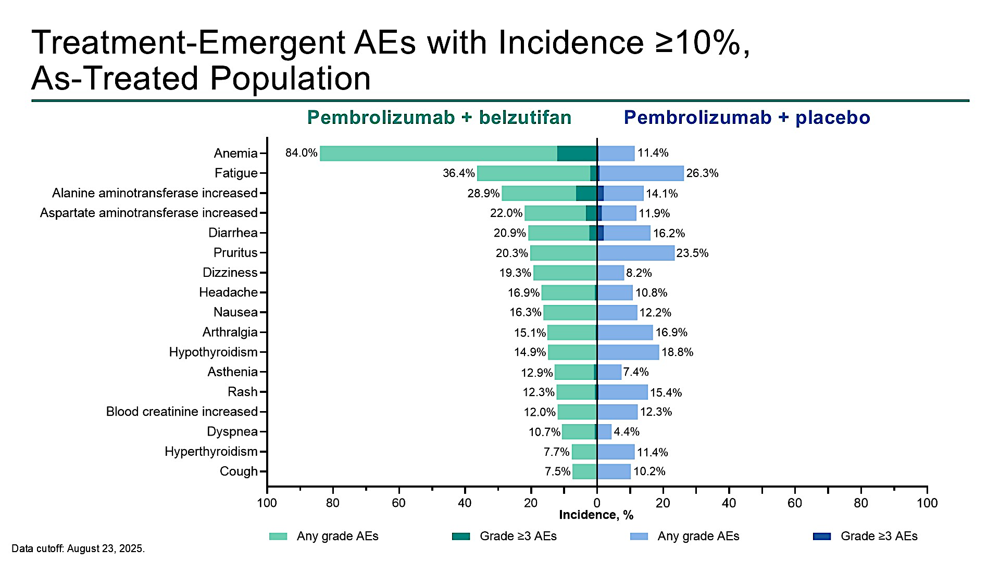 Treatment-Emergent AEs with Incidence ≥10%,
As-Treated Population
Pembrolizumab + belzutifan Pembrolizumab + placebo
Anemia 84.0% 11.4%
Fatigue 36.4% 26.3%
Alanine aminotransferase increased 28.9% 14.1%
Aspartate aminotransferase increased 22.0% 11.9%
Diarrhea 20.9% 16.2%
Pruritus 20.3% 23.5%
Dizziness 19.3% 8.2%
Headache 16.9% 10.8%
Nausea 16.3% 12.2%
Arthralgia 15.1% 16.9%
Hypothyroidism 14.9% 18.8%
Asthenia 12.9% 7.4%
Rash 12.3% 15.4%
Blood creatinine increased 12.0% 12.3%
Dyspnea 10.7% 4.4%
Hyperthyroidism 7.7% 11.4%
Cough 7.5% 10.2%
100 80 60 40 20 0 20 40 60 80 100
Incidence, %
Any grade AEs Grade ≥3 AEs Any grade AEs Grade ≥3 AEs
Data cutoff: August 23, 2025.